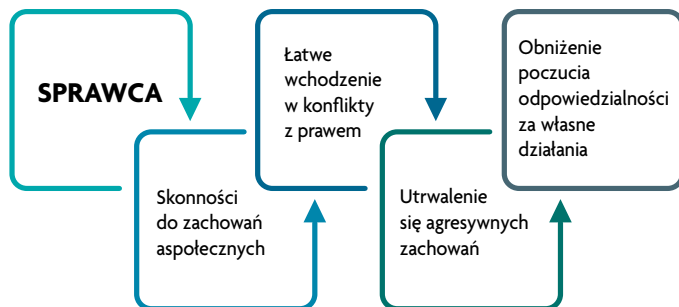 SPRAWCA
Skonności
do zachowań
aspołecznych
Łatwe
wchodzenie
w konflikty
z prawem
Utrwalenie
się agresywnych
zachowań
Obniżenie
poczucia
odpowiedzialności
za własne
działania